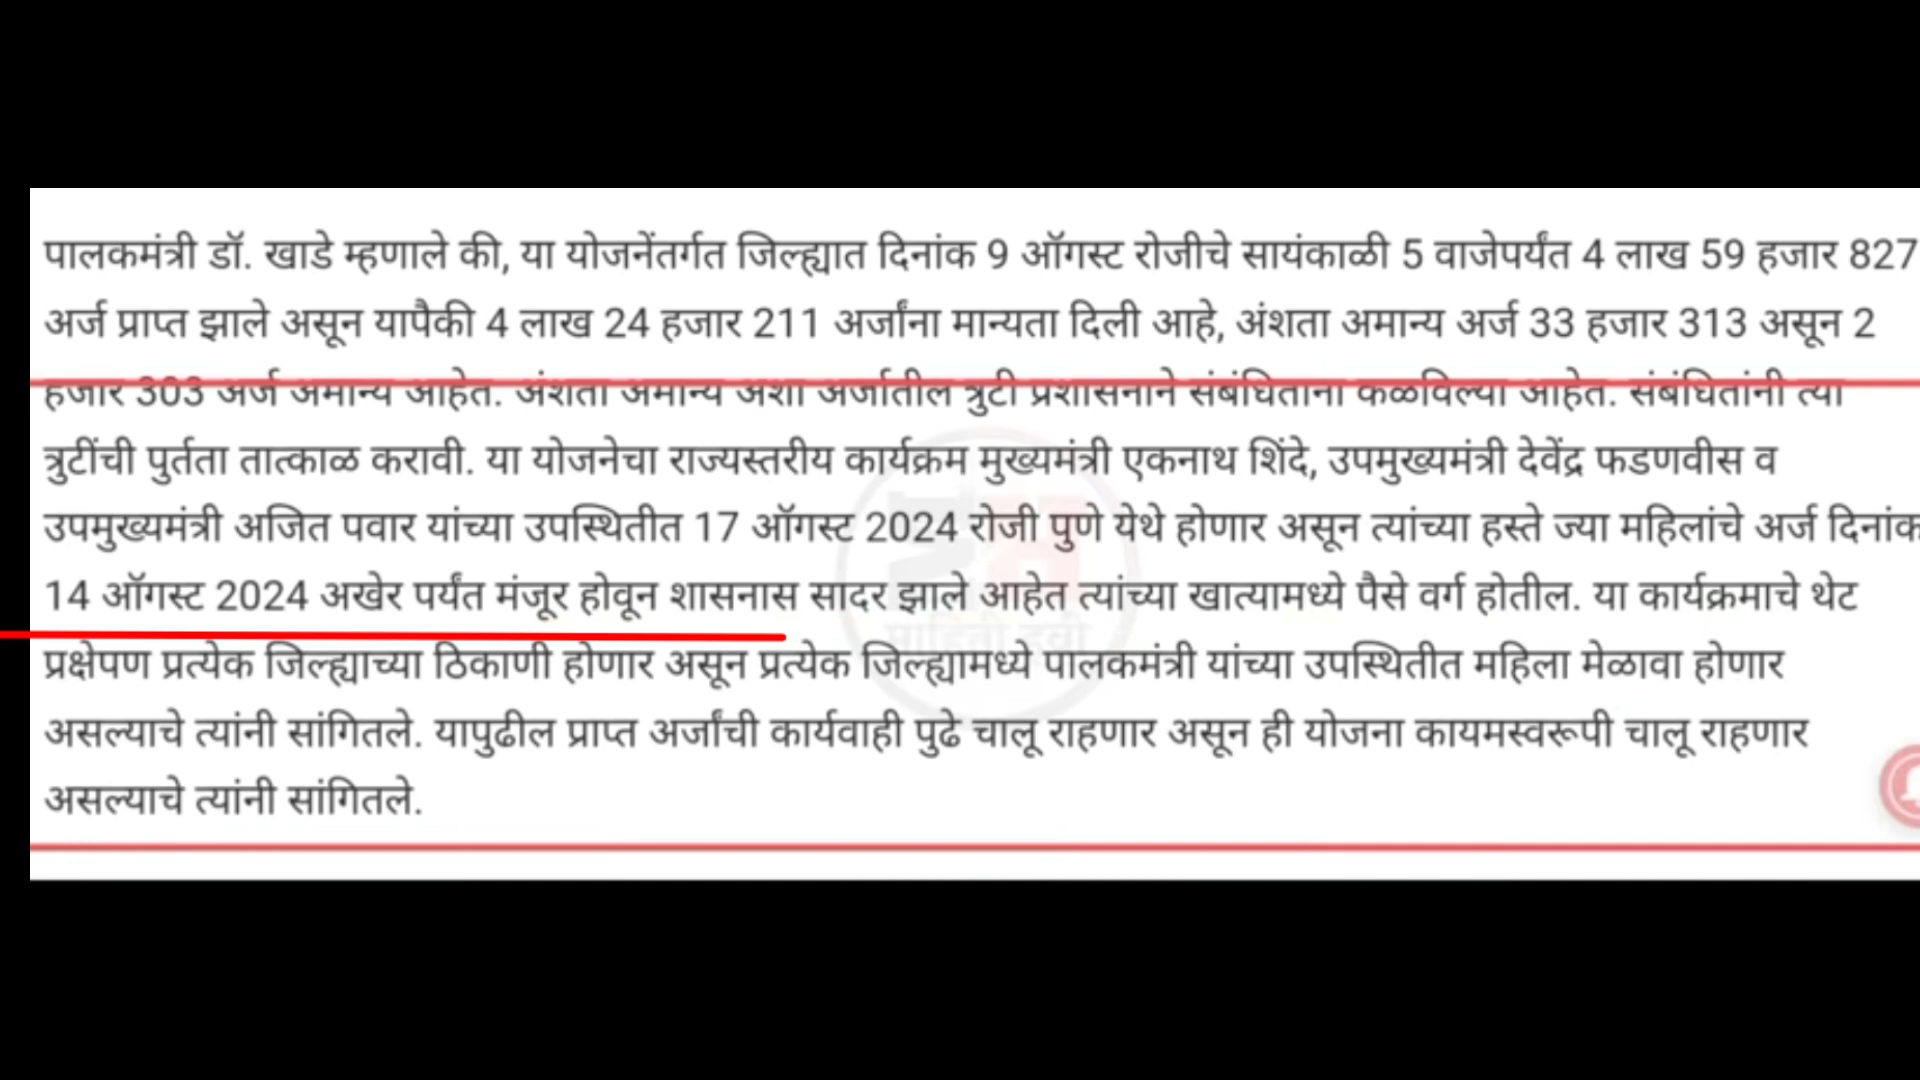 पालकमंत्री डॉ. खाडे म्हणाले की, या योजनेंतर्गत जिल्ह्यात दिनांक 9 ऑगस्ट रोजीचे सायंकाळी 5 वाजेपर्यंत 4 लाख 59 हजार 827
अर्ज प्राप्त झाले असून यापैकी 4 लाख 24 हजार 211 अर्जांना मान्यता दिली आहे, अंशता अमान्य अर्ज 33 हजार 313 असून 2
हजार 303 अर्ज अमान्य आहेत. अंशता अमान्य अशा अर्जातील त्रुटी प्रशासनाने संबंधितांना कळविल्या आहेत. संबंधितांनी त्या
त्रुटींची पुर्तता तात्काळ करावी. या योजनेचा राज्यस्तरीय कार्यक्रम मुख्यमंत्री एकनाथ शिंदे, उपमुख्यमंत्री देवेंद्र फडणवीस व
उपमुख्यमंत्री अजित पवार यांच्या उपस्थितीत 17 ऑगस्ट 2024 रोजी पुणे येथे होणार असून त्यांच्या हस्ते ज्या महिलांचे अर्ज दिनांक
14 ऑगस्ट 2024 अखेर पर्यंत मंजूर होवून शासनास सादर झाले आहेत त्यांच्या खात्यामध्ये पैसे वर्ग होतील. या कार्यक्रमाचे थेट
माहिती हवी
प्रक्षेपण प्रत्येक जिल्ह्याच्या ठिकाणी होणार असून प्रत्येक जिल्ह्यामध्ये पालकमंत्री यांच्या उपस्थितीत महिला मेळावा होणार
असल्याचे त्यांनी सांगितले. यापुढील प्राप्त अर्जांची कार्यवाही पुढे चालू राहणार असून ही योजना कायमस्वरूपी चालू राहणार
असल्याचे त्यांनी सांगितले.